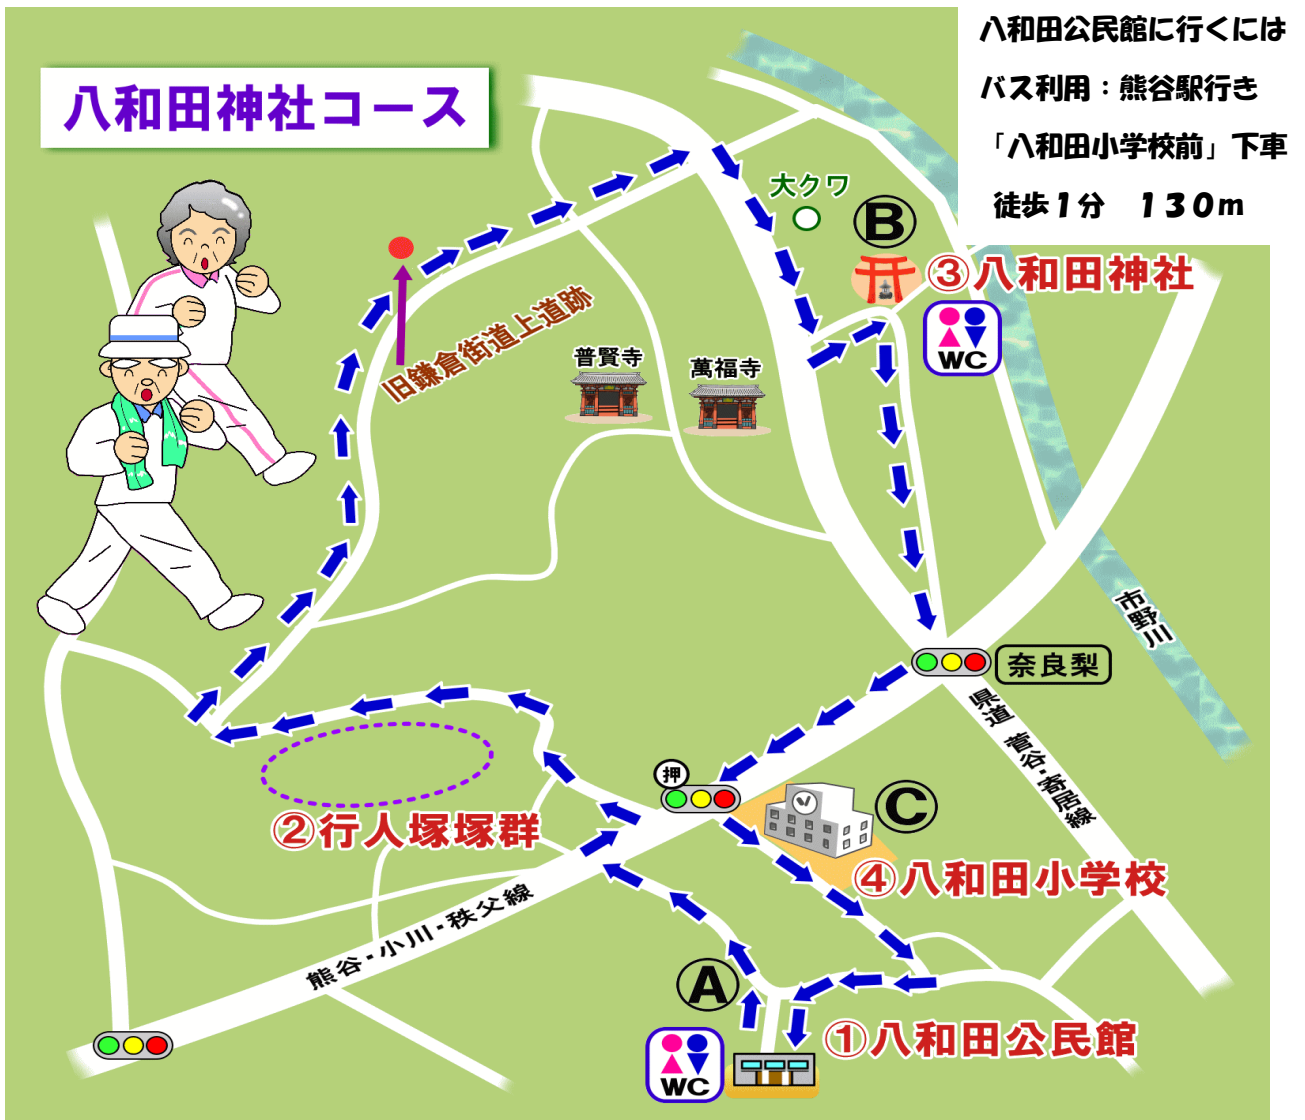 八和田公民館に行くには
バス利用：熊谷駅行き
「八和田小学校前」下車
徒歩1分　130m
八和田神社コース
大クワ
B
③八和田神社
WC
旧鎌倉街道上道跡
普賢寺
萬福寺
市野川
奈良梨
県道 菅谷・寄居線
押
C
②行人塚塚群
④八和田小学校
熊谷・小川・秩父線
A
①八和田公民館
WC